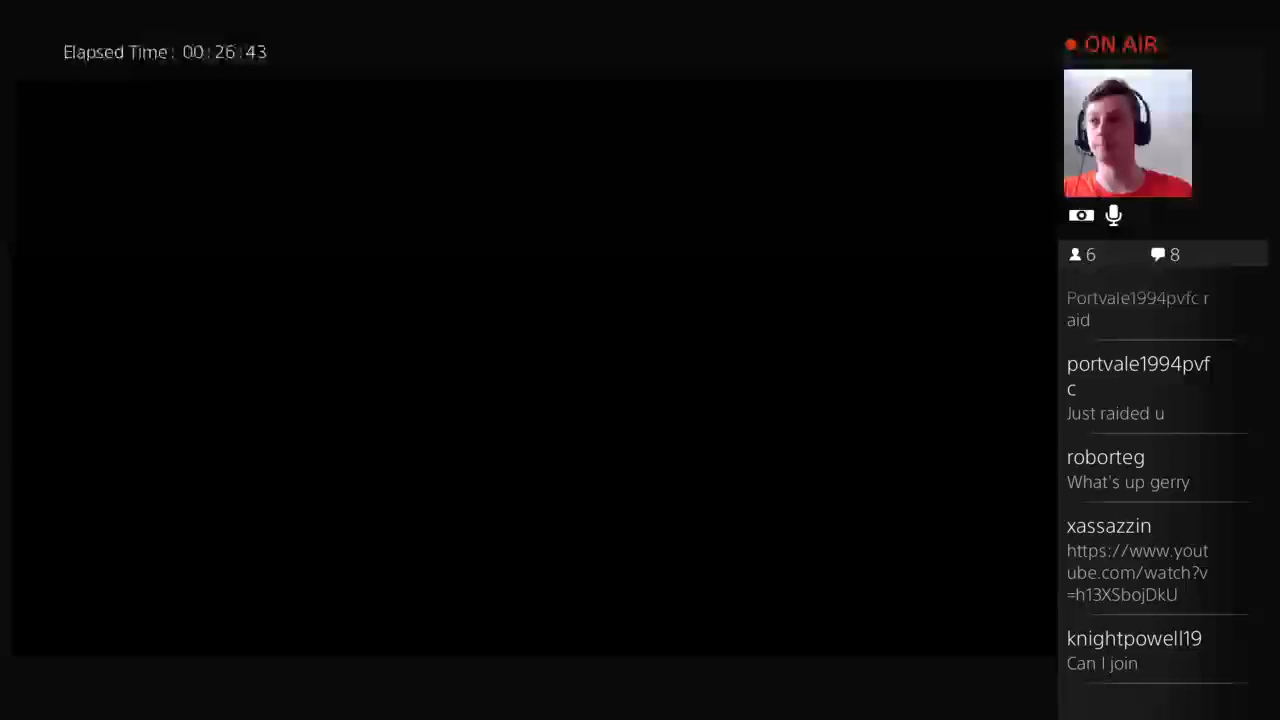 Elapsed Time: 00:26:43
ON AIR
6 8
Portvale1994pvfc r
aid
portvale1994pvf
c
Just raided u
roborteg
What's up gerry
xassazzin
https://www.yout
ube.com/watch?v
=h13XSbojDkU
knightpowell19
Can I join